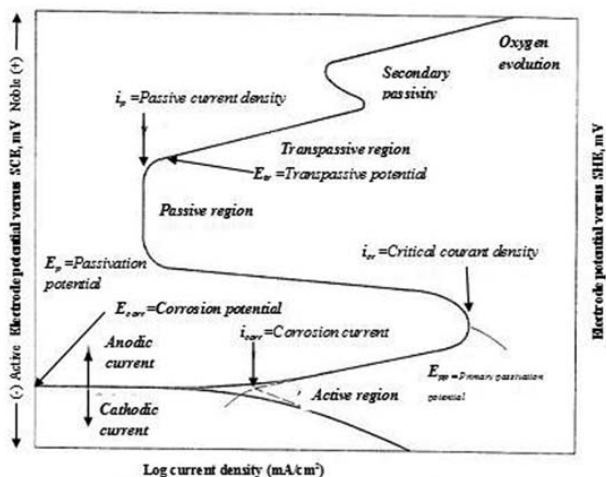 Oxygen
evolution
Secondary
passivity
i_p =Passive current density
Transpassive region
E_tr =Transpassive potential
Passive region
i_cr =Critical courant density
E_p =Passivation
potential
E_corr =Corrosion potential
Anodic
current
i_corr =Corrosion current
E_pp =Primary passivation
potential
Active region
Cathodic
current
(-) Active Electrode potential versus SCE, mV Noble (+)
Electrode potential versus SHE, mV
Log current density (mA/cm²)